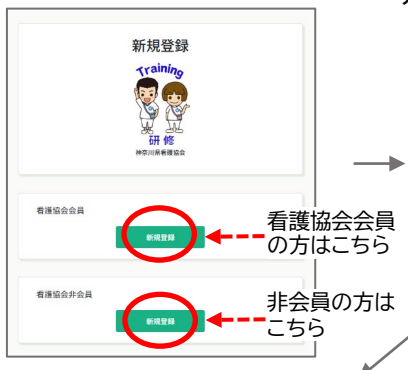 新規登録
Training
研修
神奈川県看護協会
看護協会会員
新規登録
看護協会会員
の方はこちら
看護協会非会員
新規登録
非会員の方は
こちら